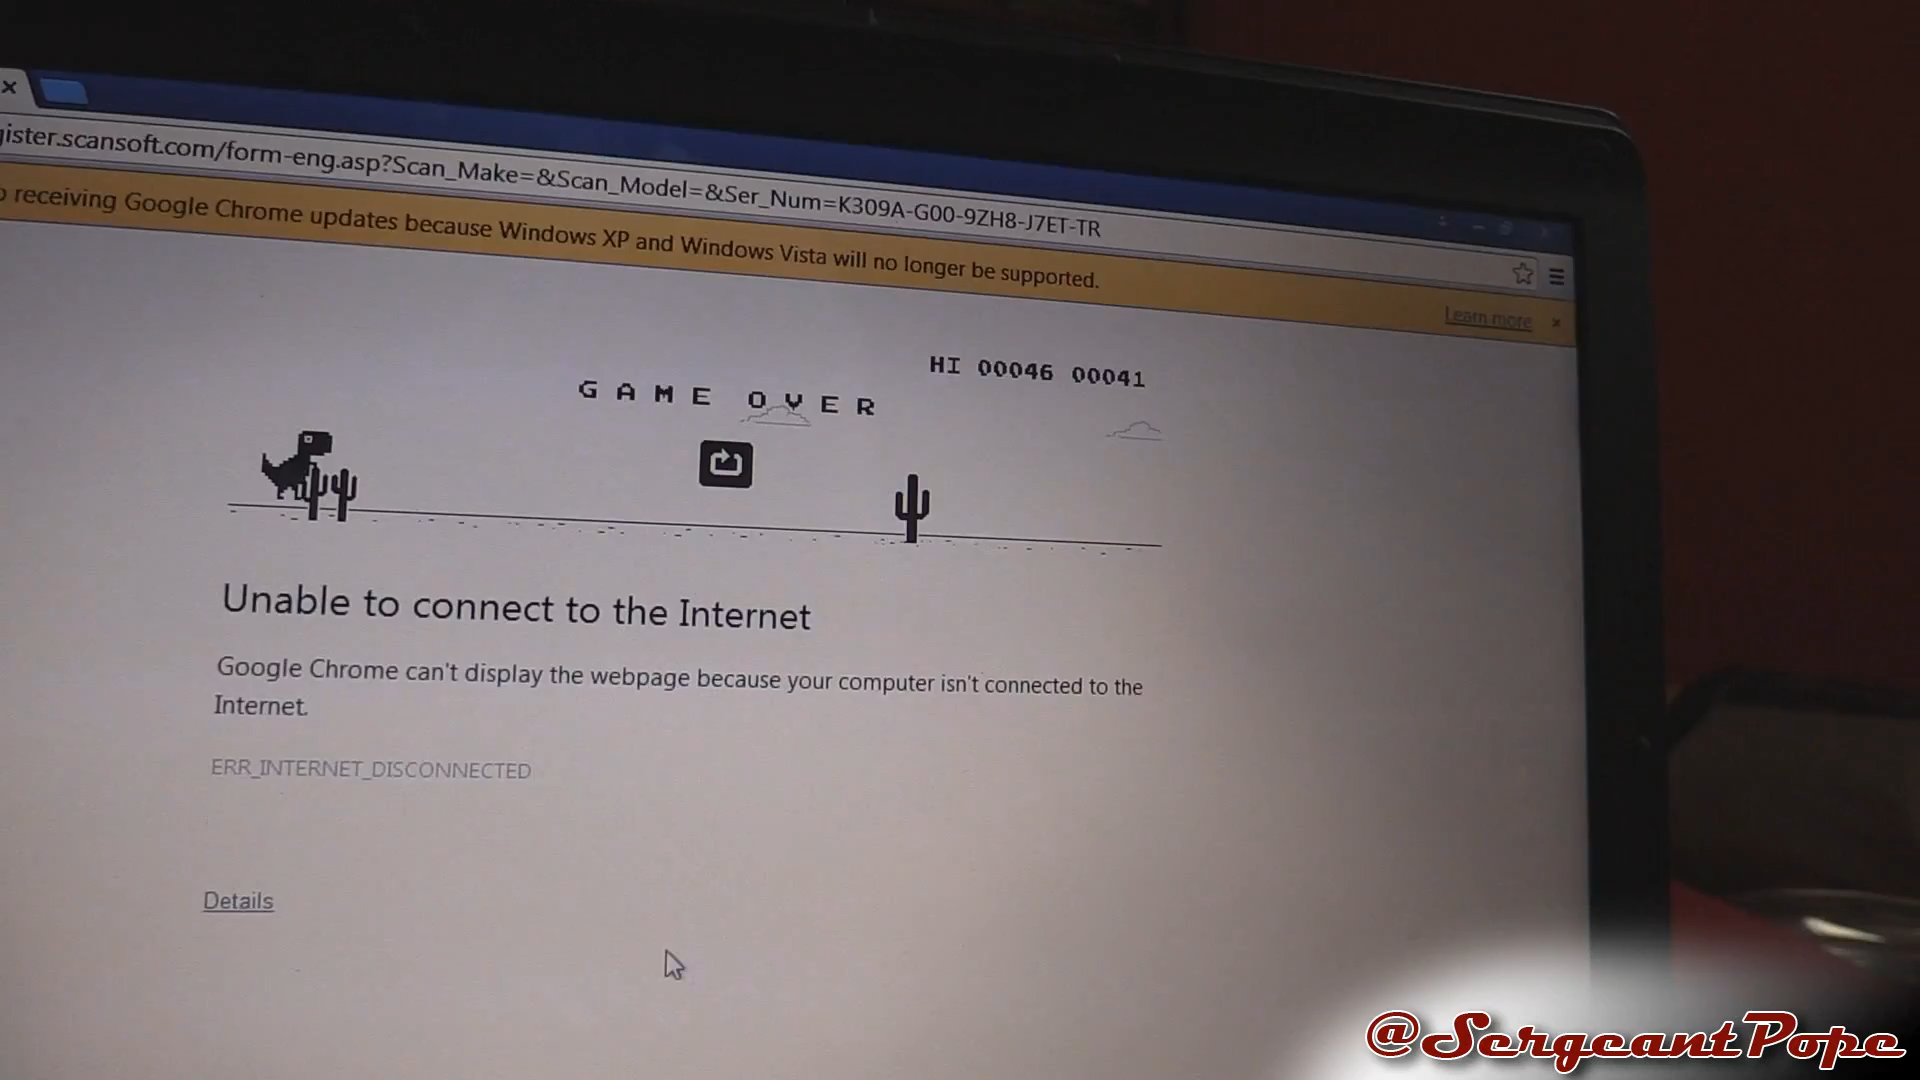 gister.scansoft.com/form-eng.asp?Scan_Make=&Scan_Model=&Ser_Num=K309A-G00-9ZH8-J7ET-TR
receiving Google Chrome updates because Windows XP and Windows Vista will no longer be supported.
Learn more
HI 00046 00041
GAME OVER
Unable to connect to the Internet
Google Chrome can't display the webpage because your computer isn't connected to the
Internet.
ERR_INTERNET_DISCONNECTED
Details
@SergeantPope